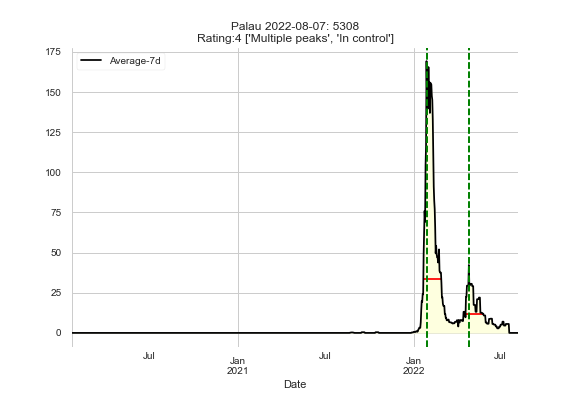 Palau 2022-08-07: 5308
Rating:4 ['Multiple peaks', 'In control']
175
150
125
100
75
50
25
0
Average-7d
Jul
Jan
2021
Jul
Jan
2022
Jul
Date